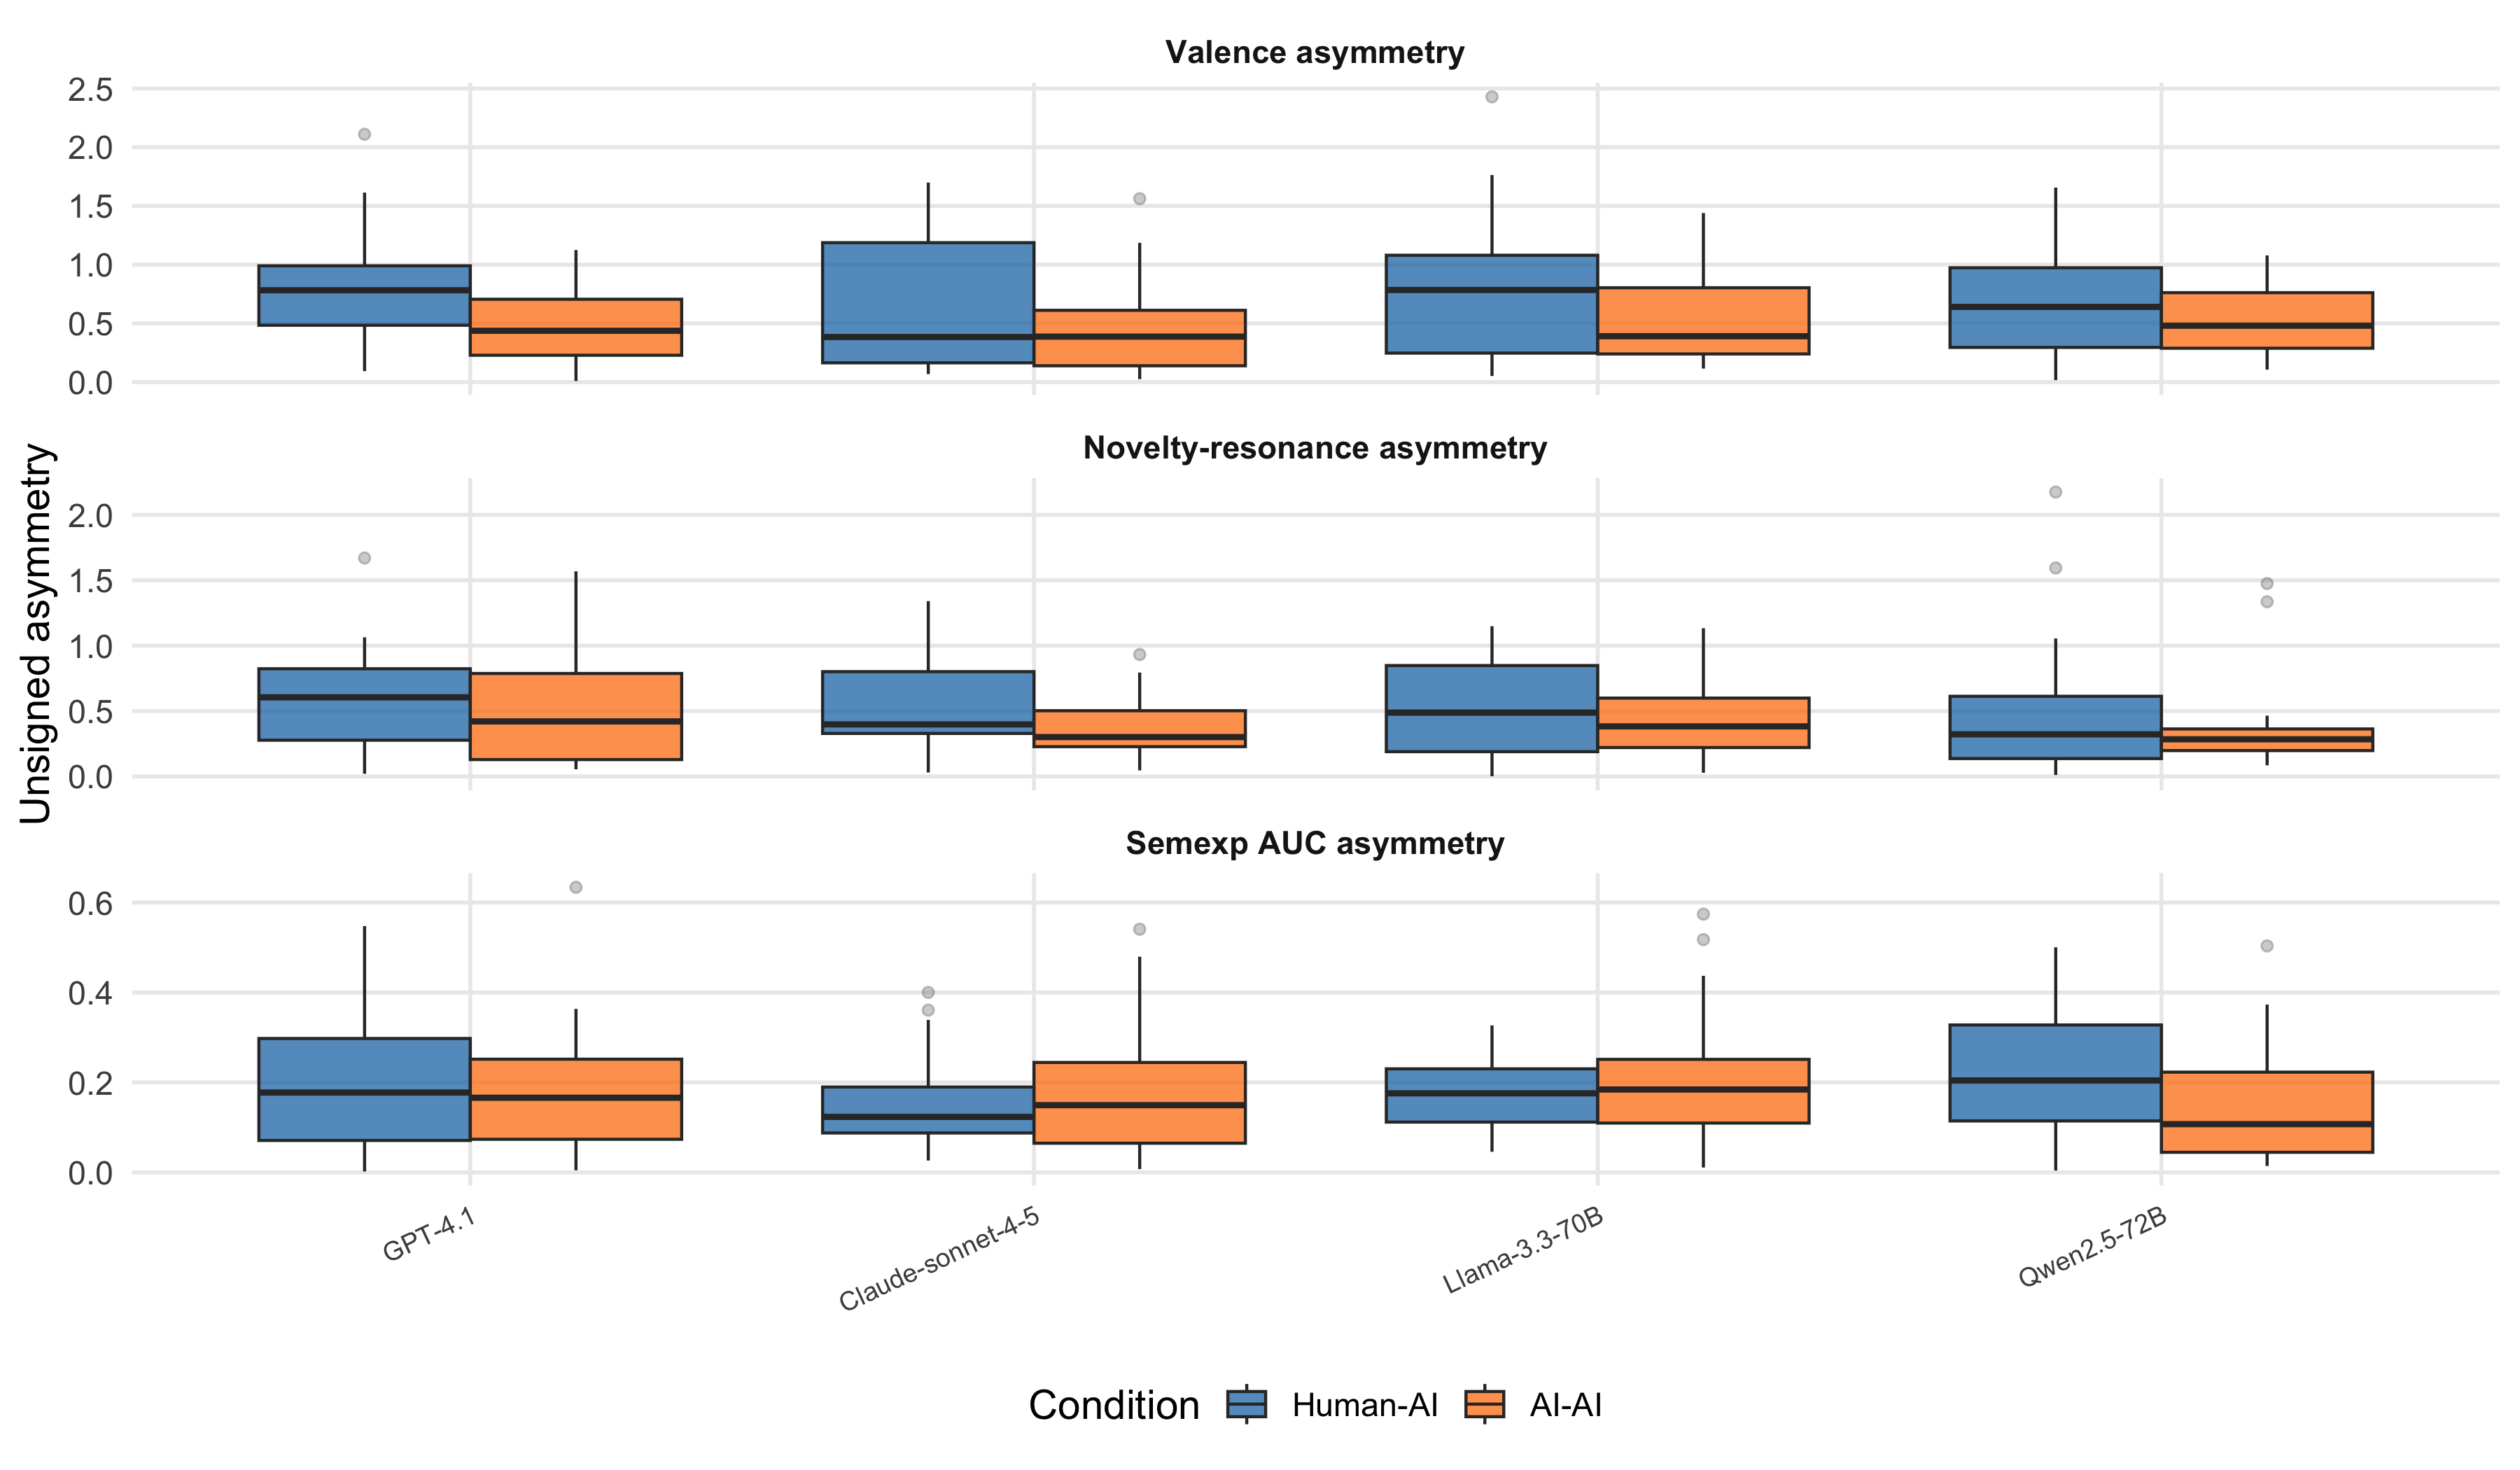 Valence asymmetry
2.5
2.0
1.5
1.0
0.5
0.0
Novelty-resonance asymmetry
Unsigned asymmetry
2.0
1.5
1.0
0.5
0.0
Semexp AUC asymmetry
0.6
0.4
0.2
0.0
GPT-4.1
Claude-sonnet-4-5
Llama-3.3-70B
Qwen2.5-72B
Condition Human-AI AI-AI